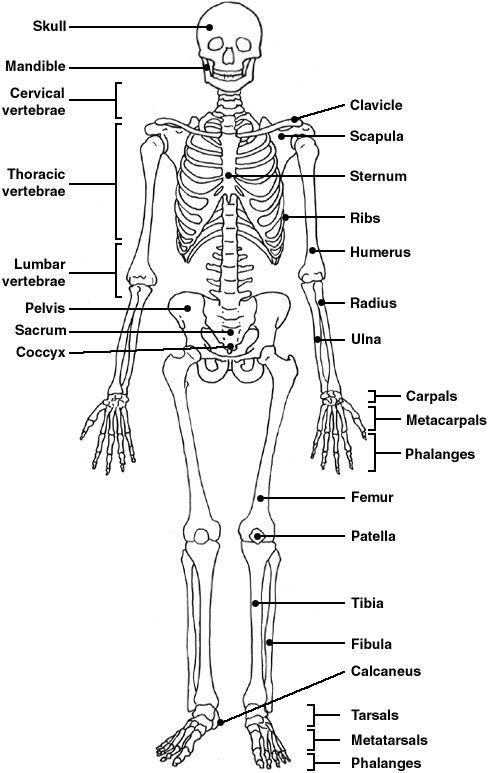 Skull
Mandible
Cervical
vertebrae
Thoracic
vertebrae
Lumbar
vertebrae
Pelvis
Sacrum
Coccyx
Clavicle
Scapula
Sternum
Ribs
Humerus
Radius
Ulna
Carpals
Metacarpals
Phalanges
Femur
Patella
Tibia
Fibula
Calcaneus
Tarsals
Metatarsals
Phalanges